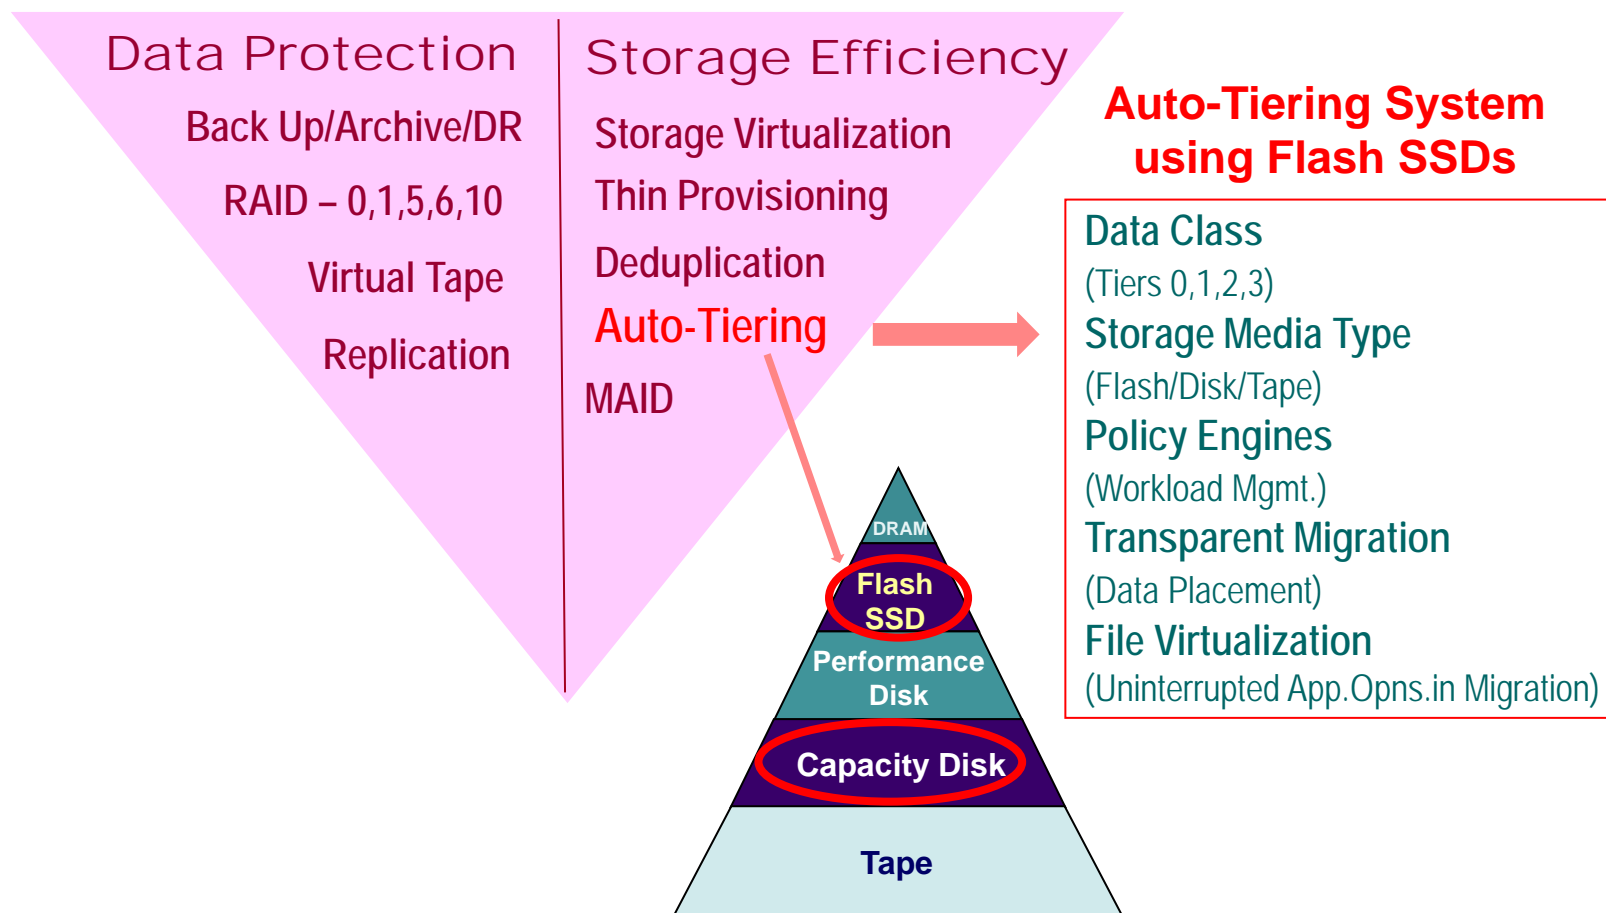 Data Protection
Back Up/Archive/DR
RAID – 0,1,5,6,10
Virtual Tape
Replication
Storage Efficiency
Storage Virtualization
Thin Provisioning
Deduplication
Auto-Tiering
MAID
Auto-Tiering System
using Flash SSDs
Data Class
(Tiers 0,1,2,3)
Storage Media Type
(Flash/Disk/Tape)
Policy Engines
(Workload Mgmt.)
Transparent Migration
(Data Placement)
File Virtualization
(Uninterrupted App.Opns.in Migration)
DRAM
Flash
SSD
Performance
Disk
Capacity Disk
Tape